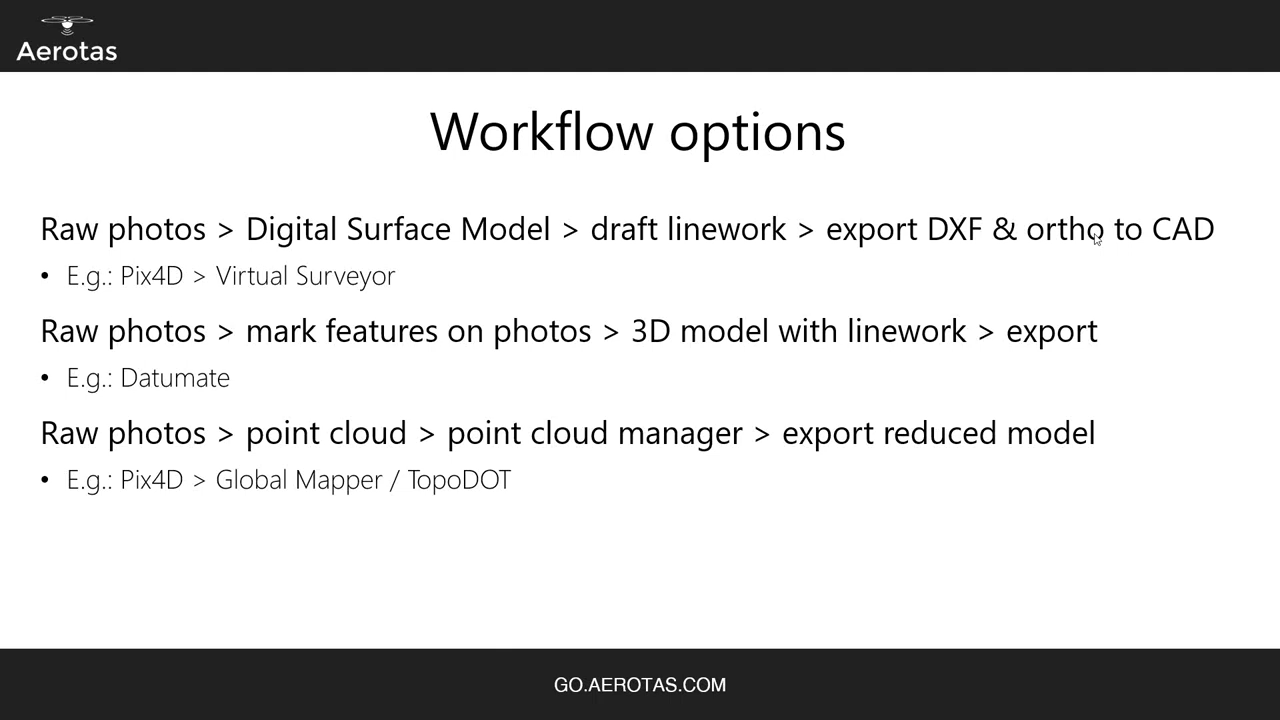 Aerotas
Workflow options
Raw photos > Digital Surface Model > draft linework > export DXF & ortho to CAD
• E.g.: Pix4D > Virtual Surveyor
Raw photos > mark features on photos > 3D model with linework > export
• E.g.: Datumate
Raw photos > point cloud > point cloud manager > export reduced model
• E.g.: Pix4D > Global Mapper / TopoDOT
GO.AEROTAS.COM